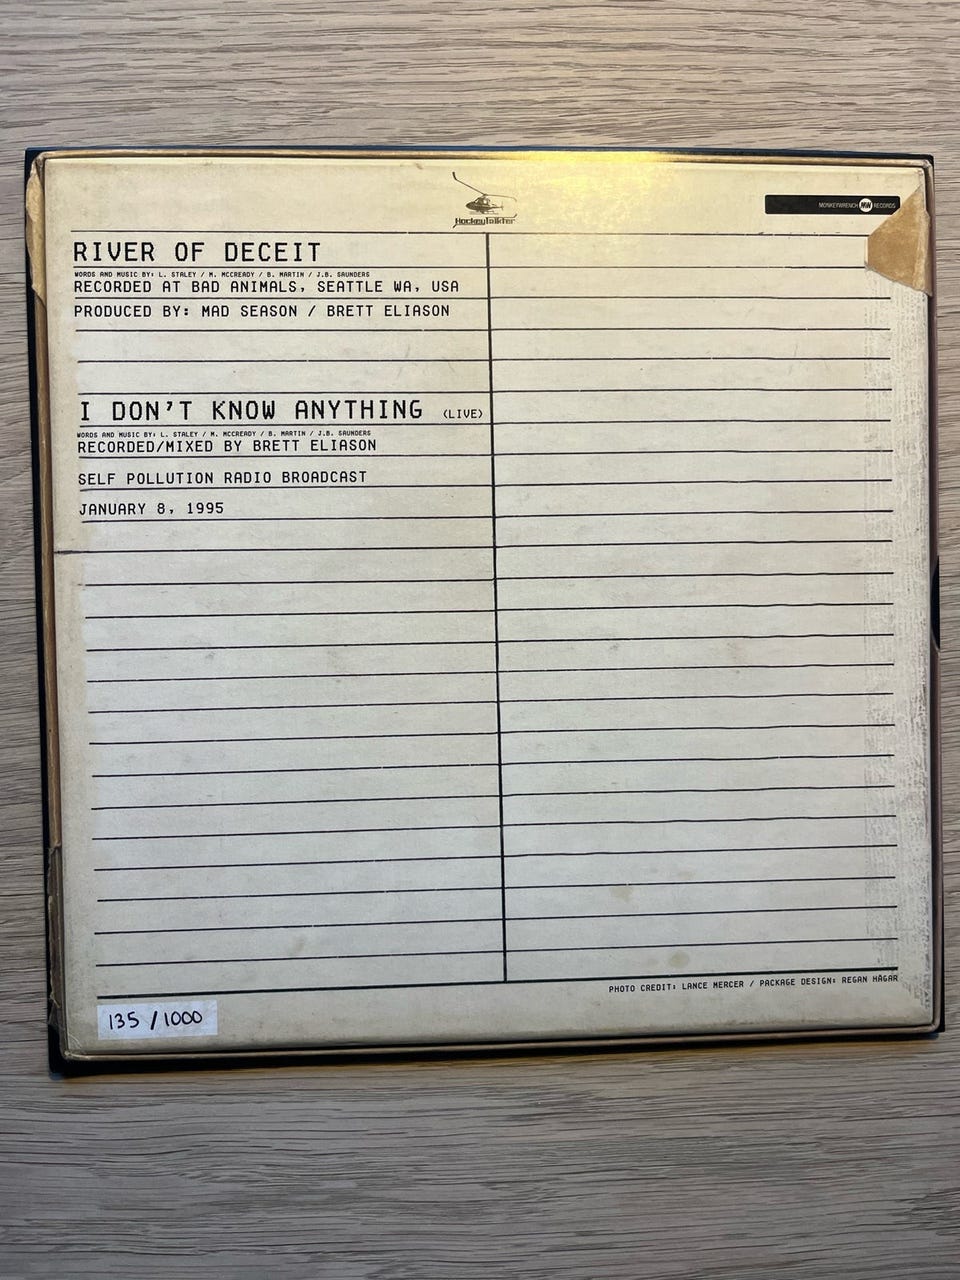 HockeyTalkter
MONKEYWRENCH MW RECORDS
RIVER OF DECEIT
WORDS AND MUSIC BY: L. STALEY / M. MCCREADY / B. MARTIN / J.B. SAUNDERS
RECORDED AT BAD ANIMALS, SEATTLE WA, USA
PRODUCED BY: MAD SEASON / BRETT ELIASON
I DON'T KNOW ANYTHING (LIVE)
WORDS AND MUSIC BY: L. STALEY / M. MCCREADY / B. MARTIN / J.B. SAUNDERS
RECORDED/MIXED BY BRETT ELIASON
SELF POLLUTION RADIO BROADCAST
JANUARY 8, 1995
PHOTO CREDIT: LANCE MERCER / PACKAGE DESIGN: REGAN HAGAR
135 / 1000